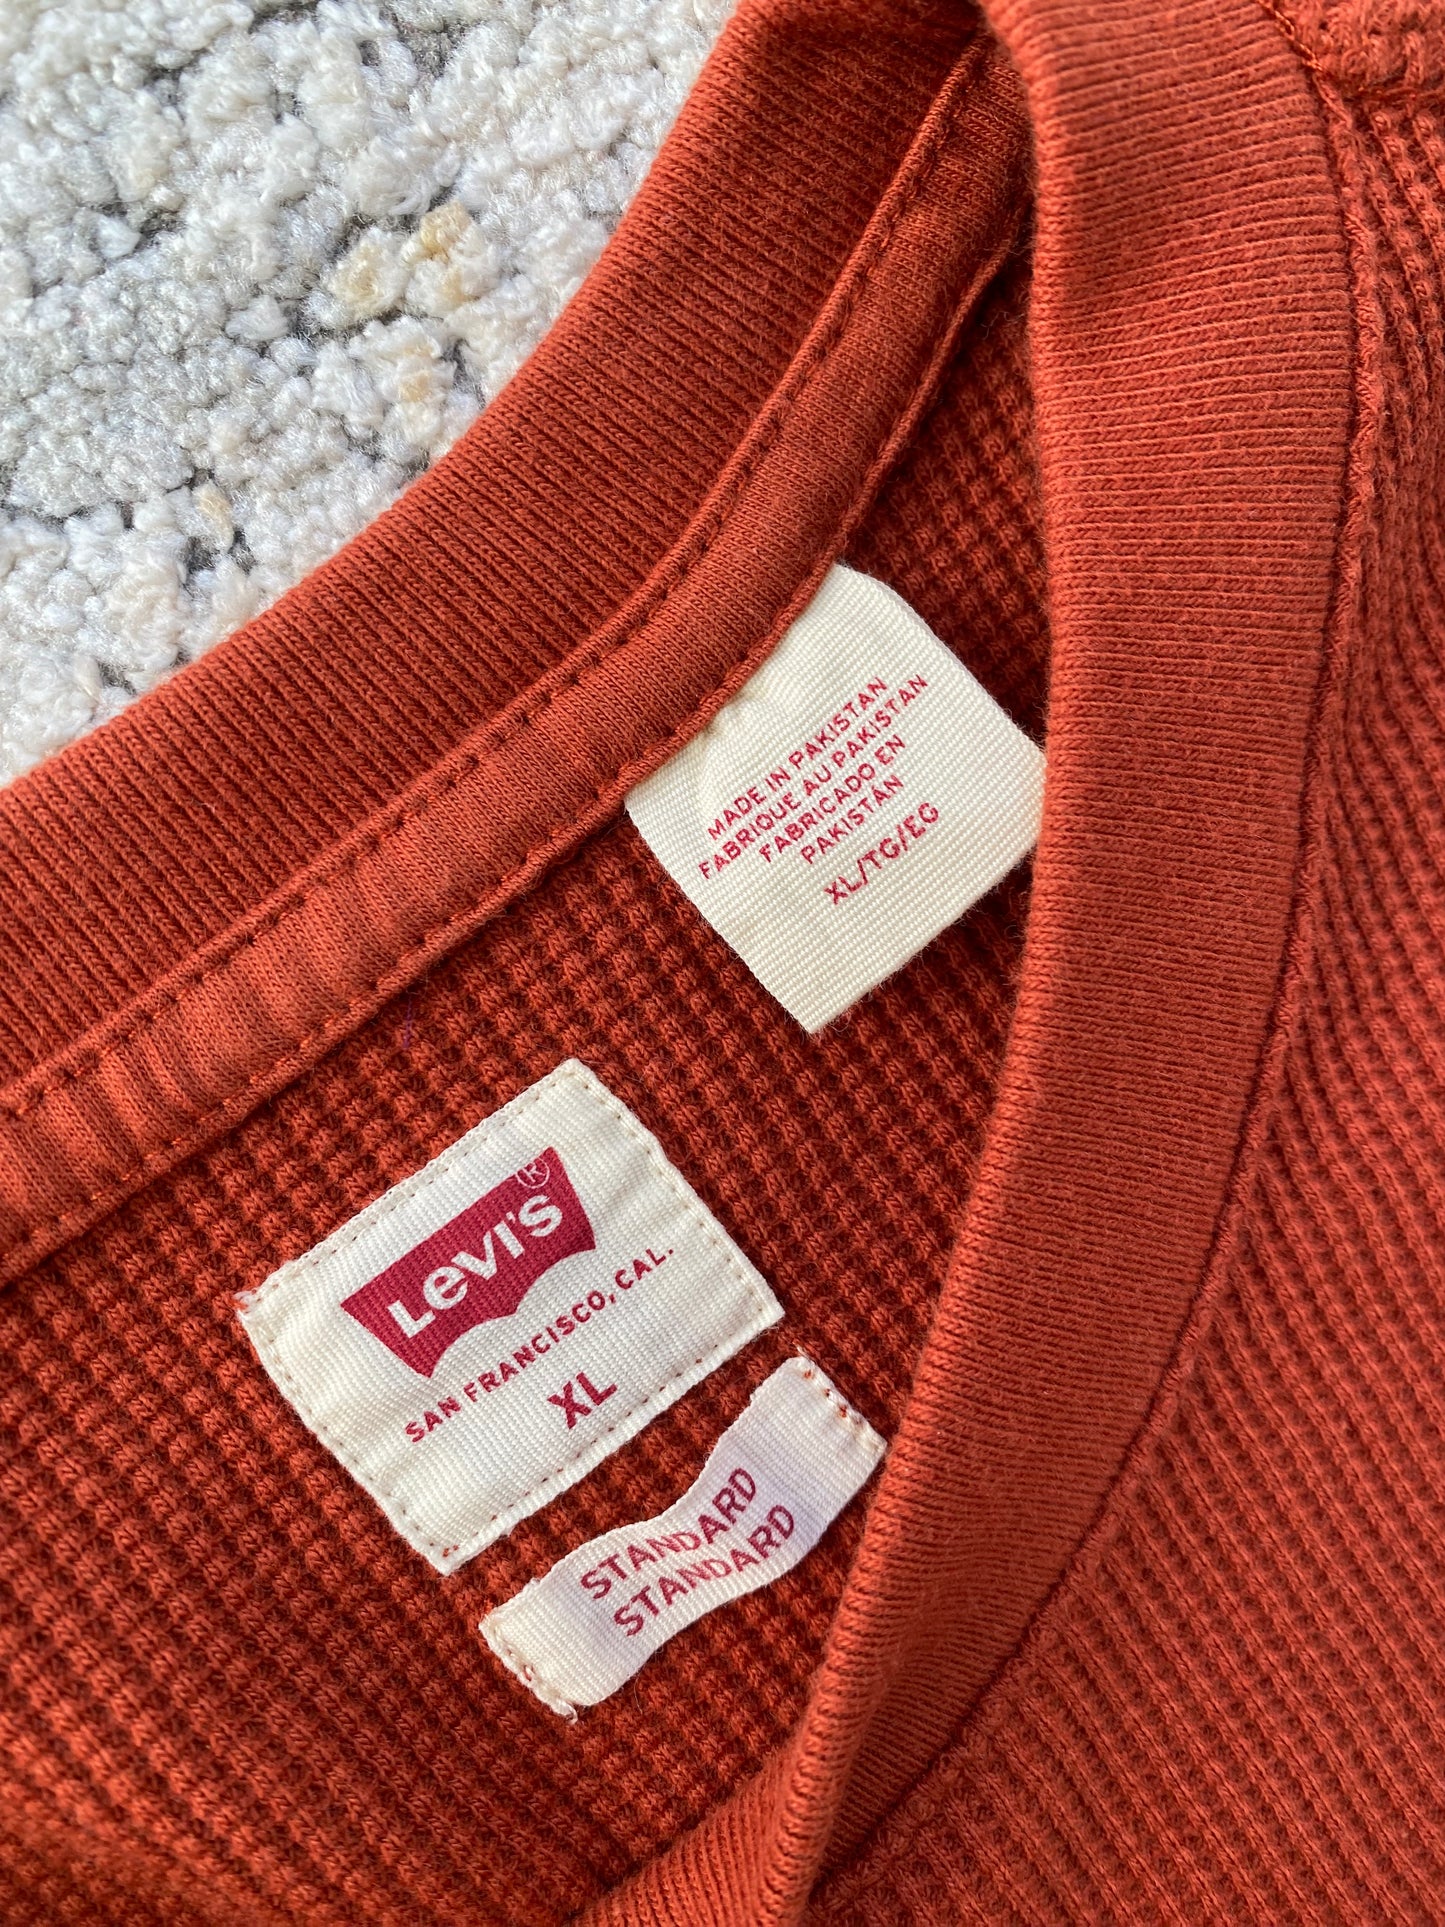 MADE IN PAKISTAN
FABRIQUE AU PAKISTAN
FABRICADO EN
PAKISTÁN
XL/TG/EG
Levi's®
SAN FRANCISCO, CAL.
XL
STANDARD
STANDARD